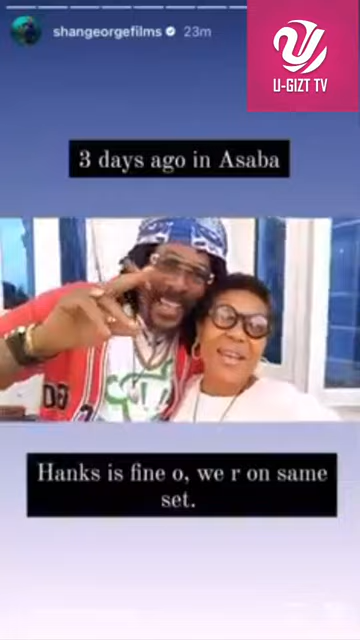 shangeorgefilms 23m
U-GIZT TV
3 days ago in Asaba
Hanks is fine o, we r on same
set.